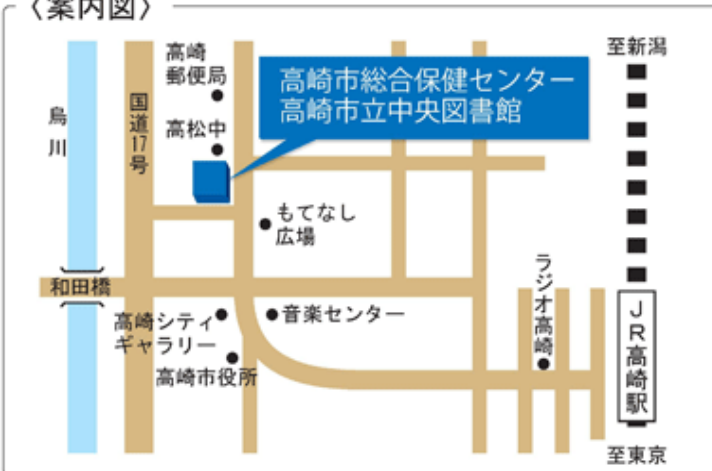 〈案内図〉
至新潟
高崎
郵便局
高崎市総合保健センター
高崎市立中央図書館
国道17号
烏川
高松中
もてなし
広場
ラジオ高崎
和田橋
JR高崎駅
高崎シティ
ギャラリー
音楽センター
高崎市役所
至東京